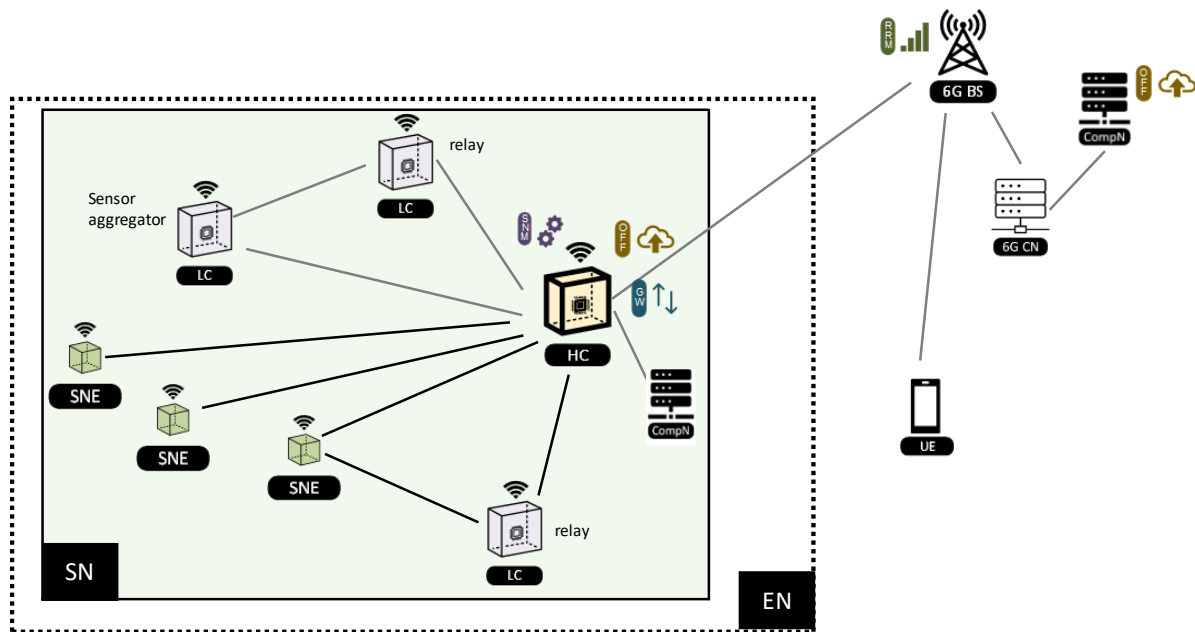 RRM
6G BS
OFF
CompN
6G CN
UE
relay
LC
Sensor
aggregator
LC
SNM
OFF
GW
HC
CompN
SNE
SNE
SNE
relay
LC
SN
EN